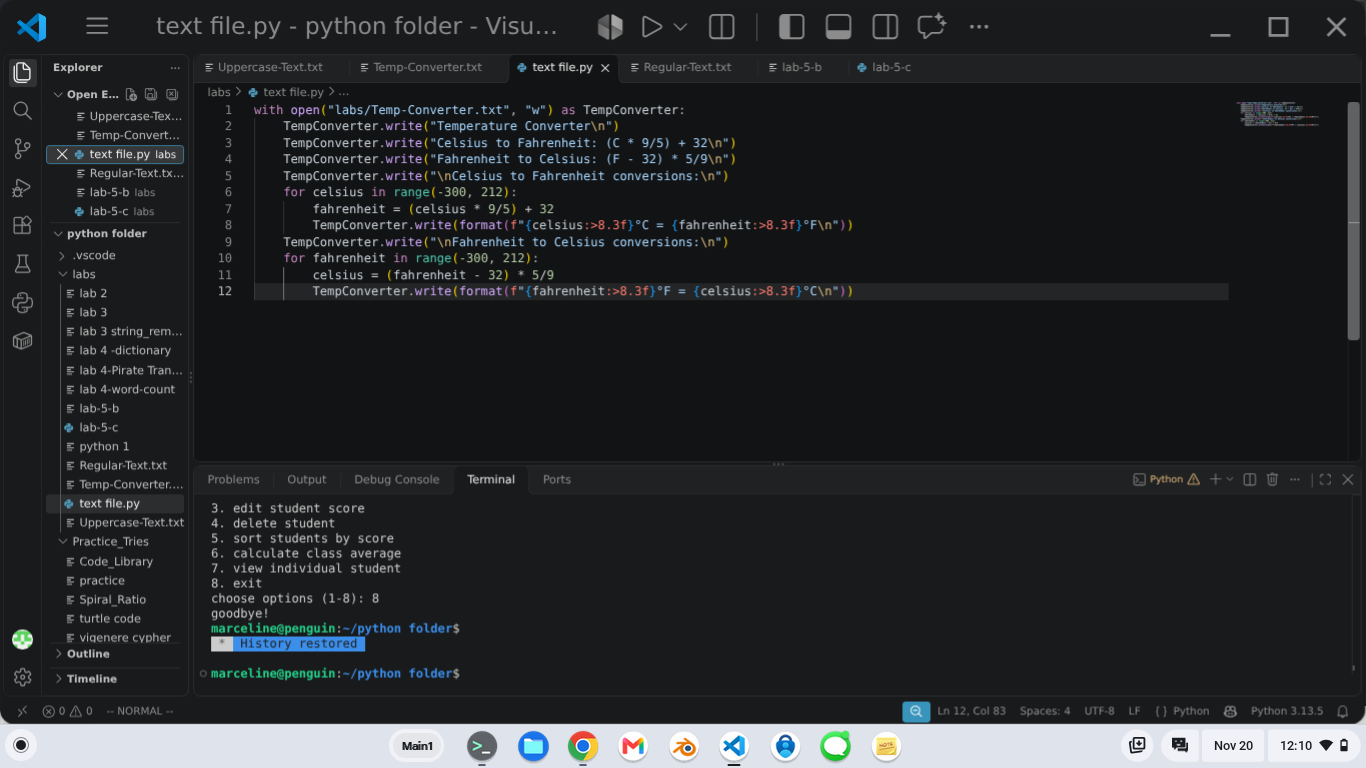 text file.py - python folder - Visu...
Explorer
Open E...
Uppercase-Tex...
Temp-Convert...
text file.py labs
Regular-Text.tx...
lab-5-b labs
lab-5-c labs
python folder
.vscode
labs
lab 2
lab 3
lab 3 string_rem...
lab 4 -dictionary
lab 4-Pirate Tran...
lab 4-word-count
lab-5-b
lab-5-c
python 1
Regular-Text.txt
Temp-Converter....
text file.py
Uppercase-Text.txt
Practice_Tries
Code_Library
practice
Spiral_Ratio
turtle code
vigenere cypher
Outline
Timeline
Uppercase-Text.txt Temp-Converter.txt text file.py Regular-Text.txt lab-5-b lab-5-c
labs > text file.py > ...
1 with open("labs/Temp-Converter.txt", "w") as TempConverter:
2     TempConverter.write("Temperature Converter\n")
3     TempConverter.write("Celsius to Fahrenheit: (C * 9/5) + 32\n")
4     TempConverter.write("Fahrenheit to Celsius: (F - 32) * 5/9\n")
5     TempConverter.write("\nCelsius to Fahrenheit conversions:\n")
6     for celsius in range(-300, 212):
7         fahrenheit = (celsius * 9/5) + 32
8         TempConverter.write(format(f"{celsius:>8.3f}°C = {fahrenheit:>8.3f}°F\n"))
9     TempConverter.write("\nFahrenheit to Celsius conversions:\n")
10     for fahrenheit in range(-300, 212):
11         celsius = (fahrenheit - 32) * 5/9
12         TempConverter.write(format(f"{fahrenheit:>8.3f}°F = {celsius:>8.3f}°C\n"))
Problems Output Debug Console Terminal Ports
Python
3. edit student score
4. delete student
5. sort students by score
6. calculate class average
7. view individual student
8. exit
choose options (1-8): 8
goodbye!
marceline@penguin:~/python folder$
* History restored
marceline@penguin:~/python folder$
0 0 -- NORMAL -- Ln 12, Col 83 Spaces: 4 UTF-8 LF { } Python Python 3.13.5
Main1 NOTE Nov 20 12:10